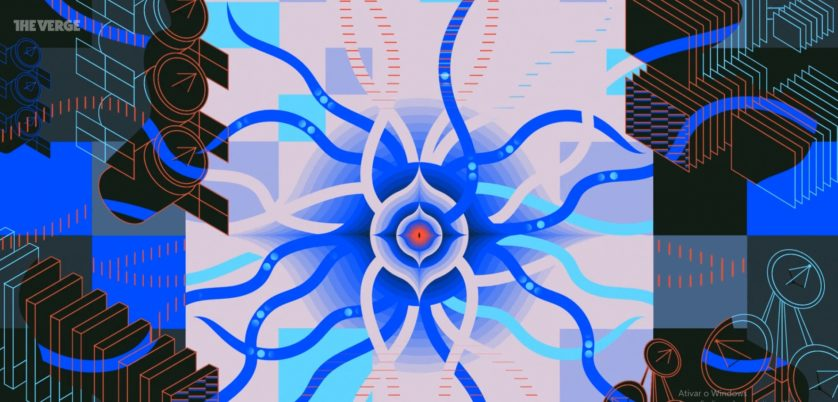 THE VERGE
Ativar o Windows